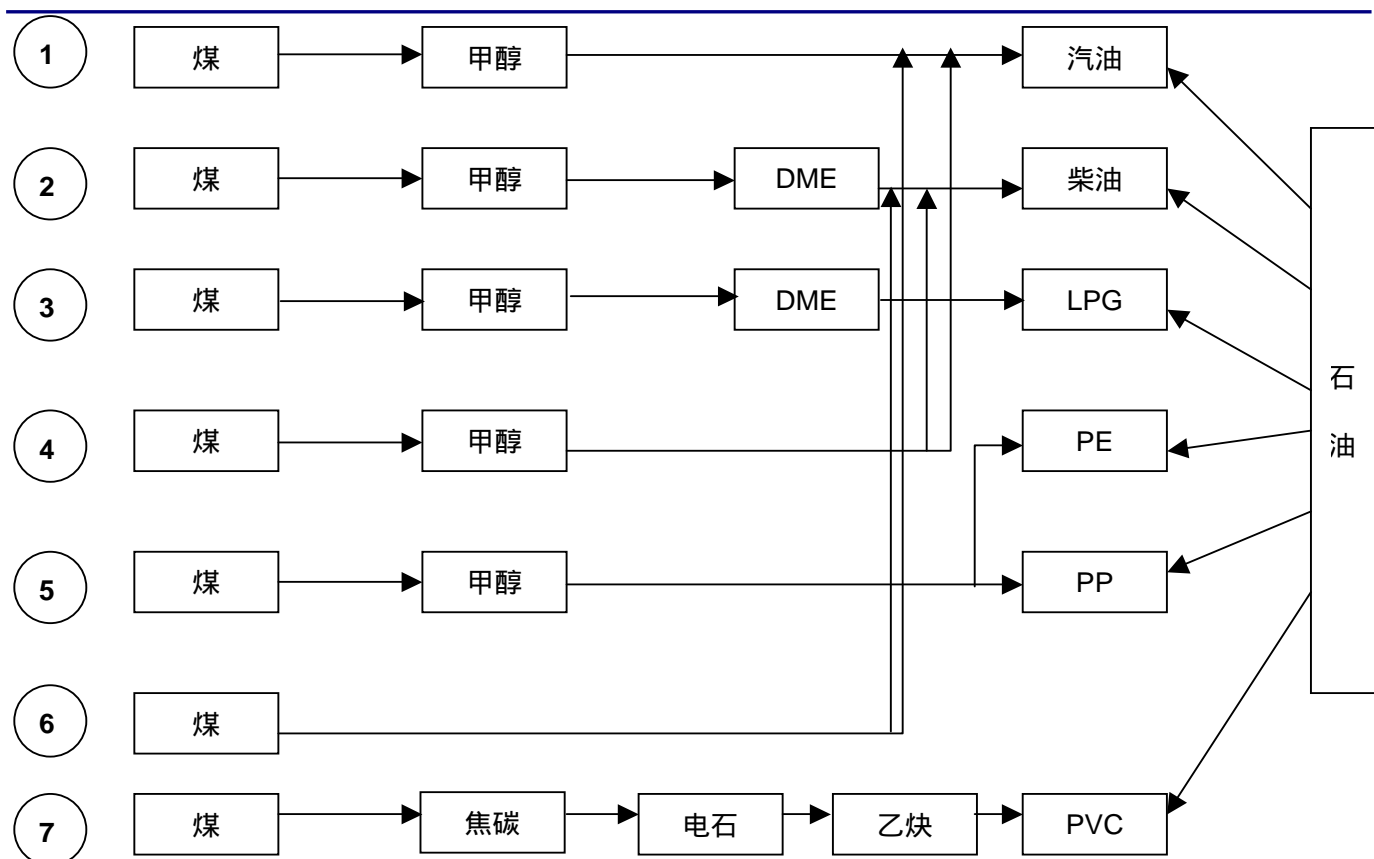 1 煤 甲醇 汽油
2 煤 甲醇 DME 柴油
3 煤 甲醇 DME LPG
石
4 煤 甲醇 PE
油
5 煤 甲醇 PP
6 煤
7 煤 焦碳 电石 乙炔 PVC